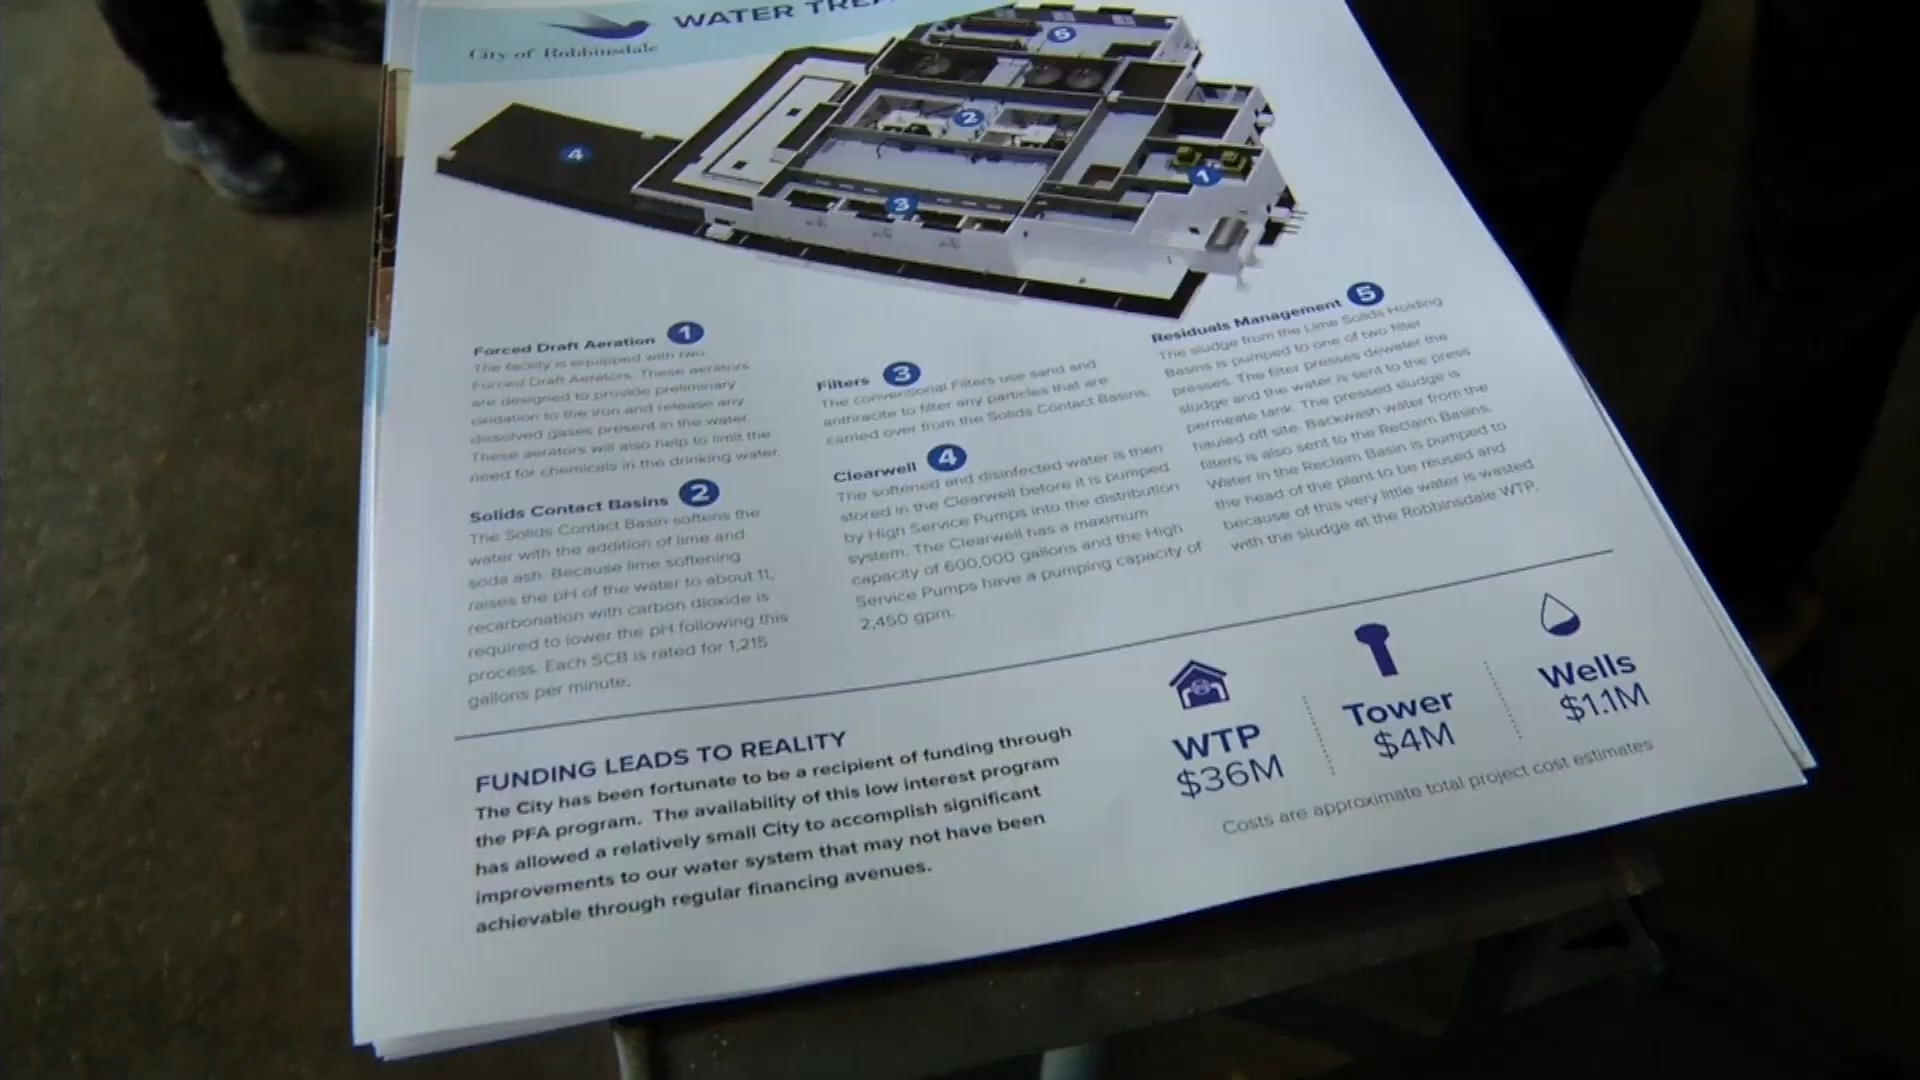 City of Robbinsdale
WATER
5
2
4
1
3
Forced Draft Aeration 1
The facility is equipped with two
Forced Draft Aerators. These aerators
are designed to provide preliminary
oxidation to the iron and release any
dissolved gases present in the water.
These aerators will also help to limit the
need for chemicals in the drinking water.
Solids Contact Basins 2
The Solids Contact Basin softens the
water with the addition of lime and
soda ash. Because lime softening
raises the pH of the water to about 11,
recarbonation with carbon dioxide is
required to lower the pH following this
process. Each SCB is rated for 1,215
gallons per minute.
Filters 3
The conventional Filters use sand and
anthracite to filter any particles that are
carried over from the Solids Contact Basins.
Clearwell 4
The softened and disinfected water is then
stored in the Clearwell before it is pumped
by High Service Pumps into the distribution
system. The Clearwell has a maximum
capacity of 600,000 gallons and the High
Service Pumps have a pumping capacity of
2,450 gpm.
Residuals Management 5
The sludge from the Lime Solids Holding
Basins is pumped to one of two filter
presses. The filter presses dewater the
sludge and the water is sent to the press
permeate tank. The pressed sludge is
hauled off site. Backwash water from the
filters is also sent to the Reclaim Basins.
Water in the Reclaim Basin is pumped to
the head of the plant to be reused and
because of this very little water is wasted
with the sludge at the Robbinsdale WTP.
FUNDING LEADS TO REALITY
The City has been fortunate to be a recipient of funding through
the PFA program. The availability of this low interest program
has allowed a relatively small City to accomplish significant
improvements to our water system that may not have been
achievable through regular financing avenues.
WTP
$36M
Tower
$4M
Wells
$1.1M
Costs are approximate total project cost estimates